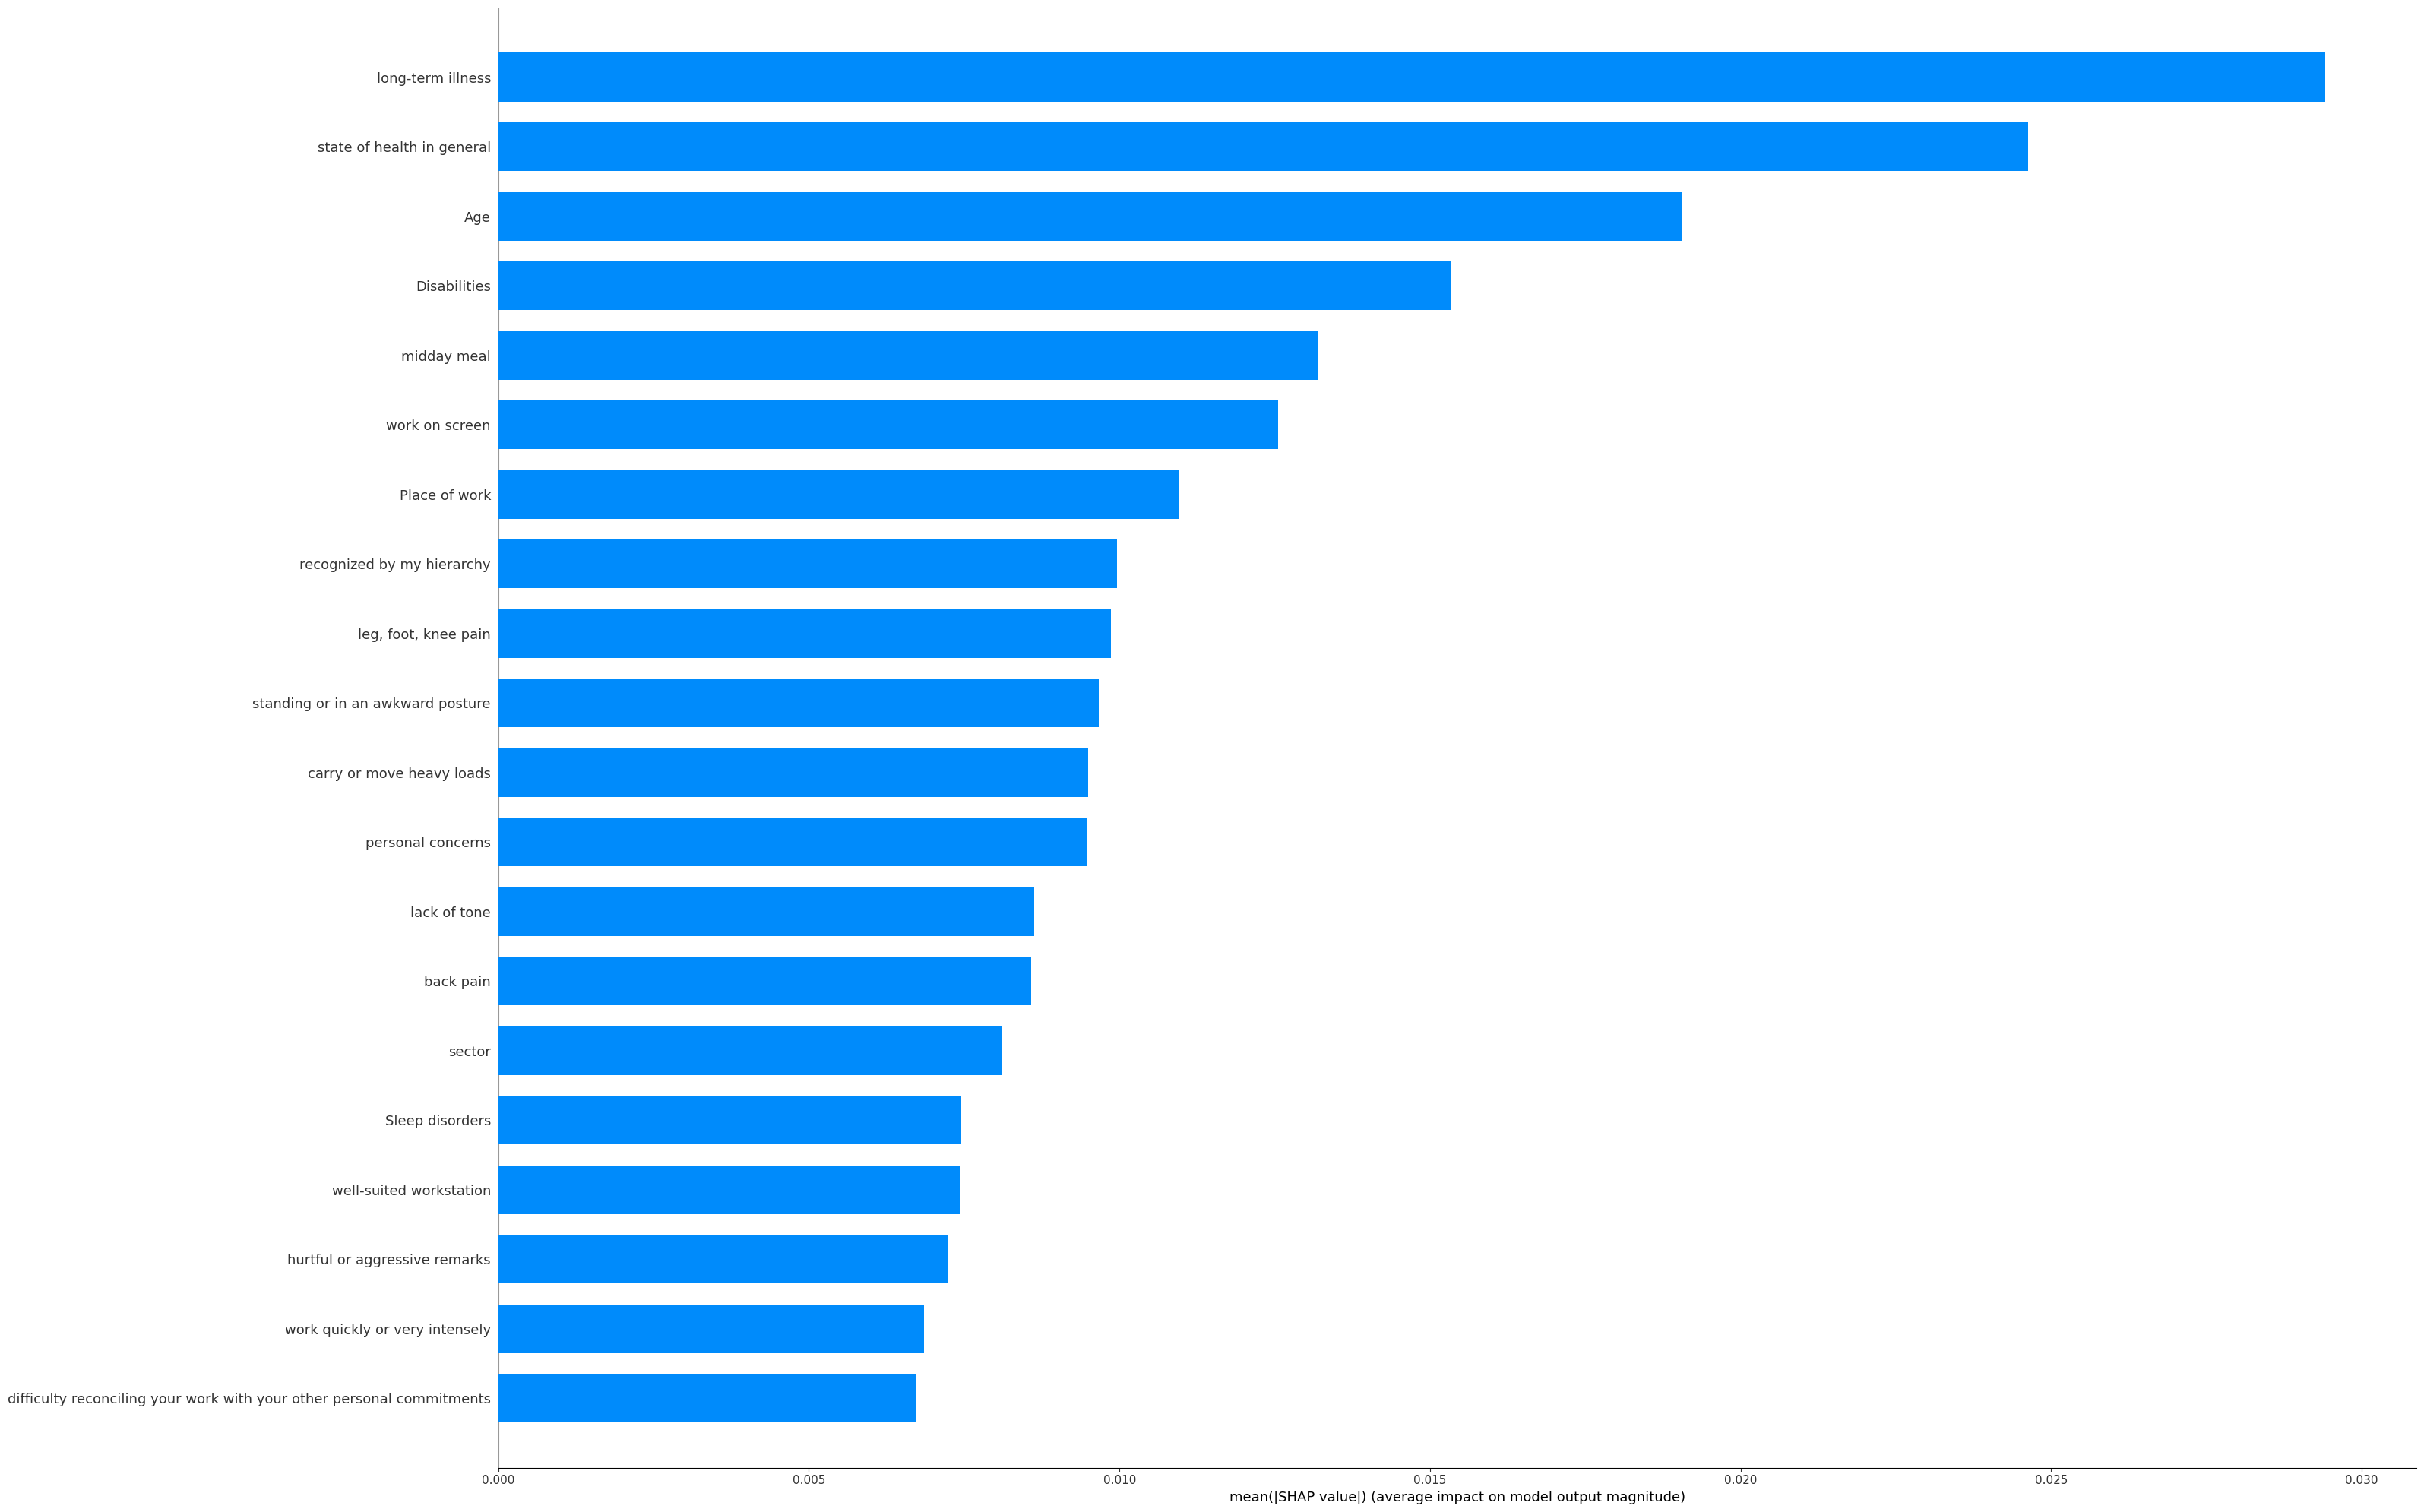 long-term illness
state of health in general
Age
Disabilities
midday meal
work on screen
Place of work
recognized by my hierarchy
leg, foot, knee pain
standing or in an awkward posture
carry or move heavy loads
personal concerns
lack of tone
back pain
sector
Sleep disorders
well-suited workstation
hurtful or aggressive remarks
work quickly or very intensely
difficulty reconciling your work with your other personal commitments
0.000 0.005 0.010 0.015 0.020 0.025 0.030
mean(|SHAP value|) (average impact on model output magnitude)